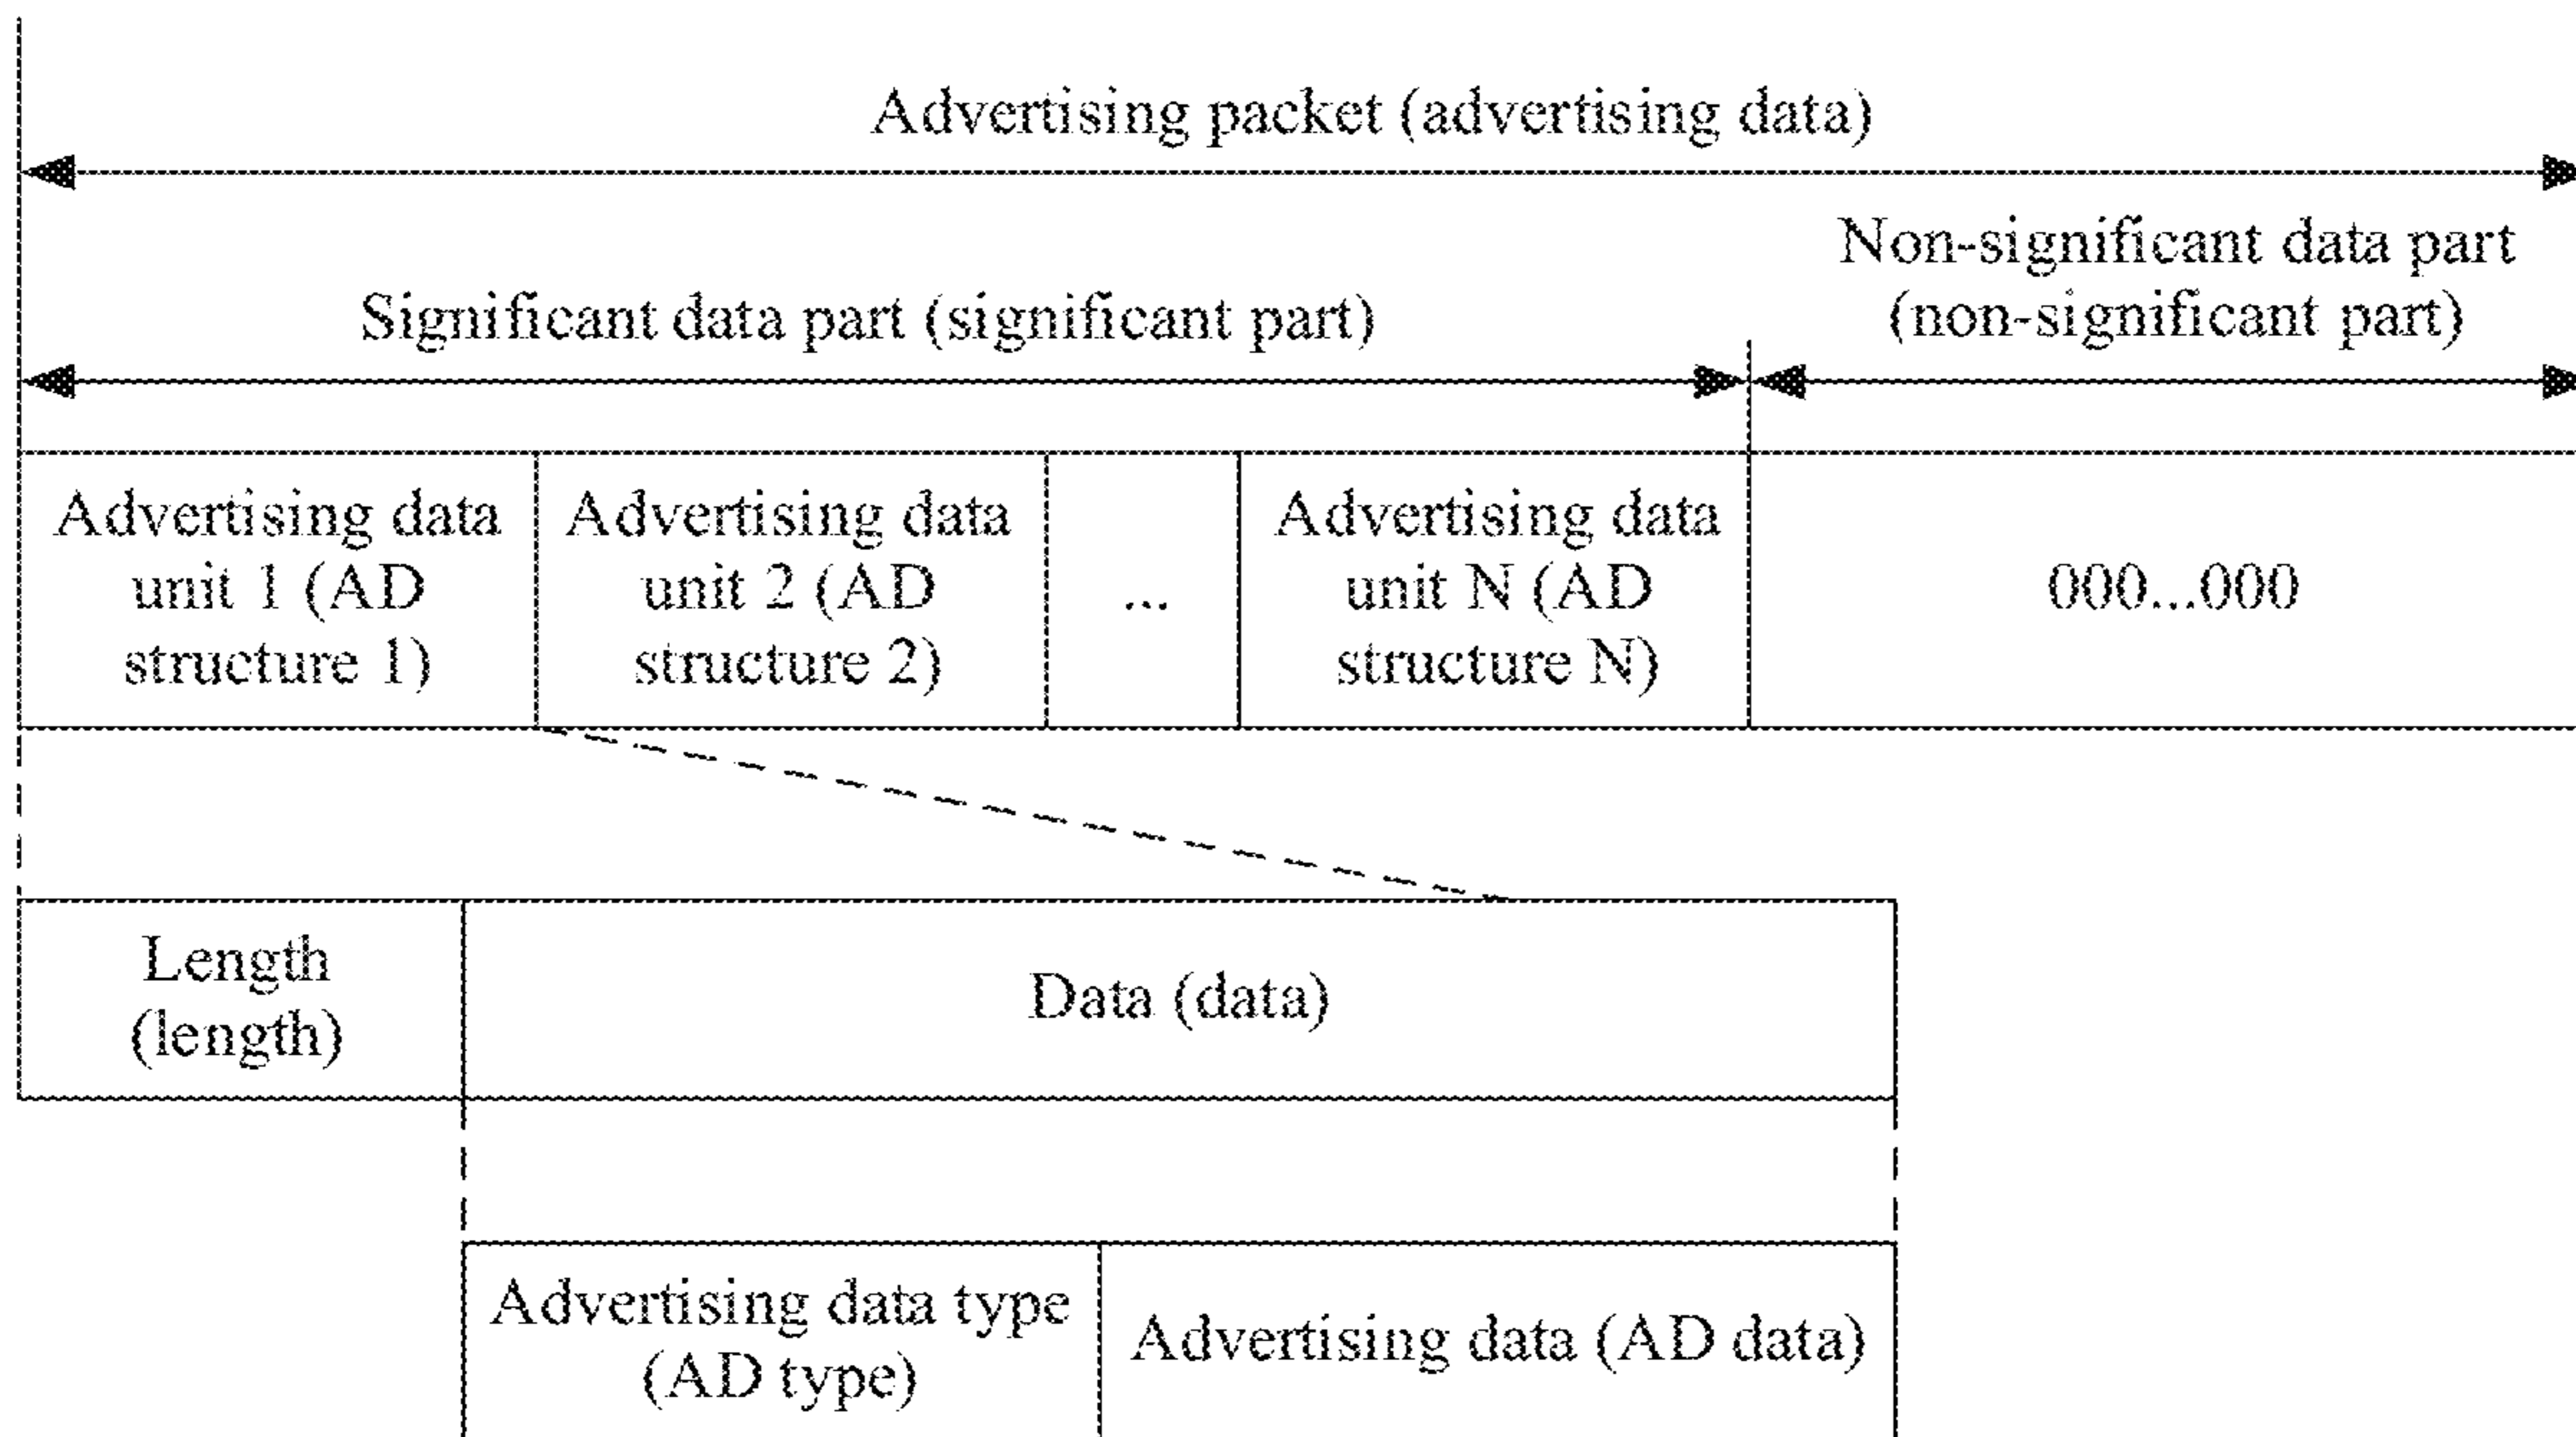 Advertising packet (advertising data)
Non-significant data part
(non-significant part)
Significant data part (significant part)
Advertising data
unit 1 (AD
structure 1)
Advertising data
unit 2 (AD
structure 2)
...
Advertising data
unit N (AD
structure N)
000...000
Length
(length)
Data (data)
Advertising data type
(AD type)
Advertising data (AD data)